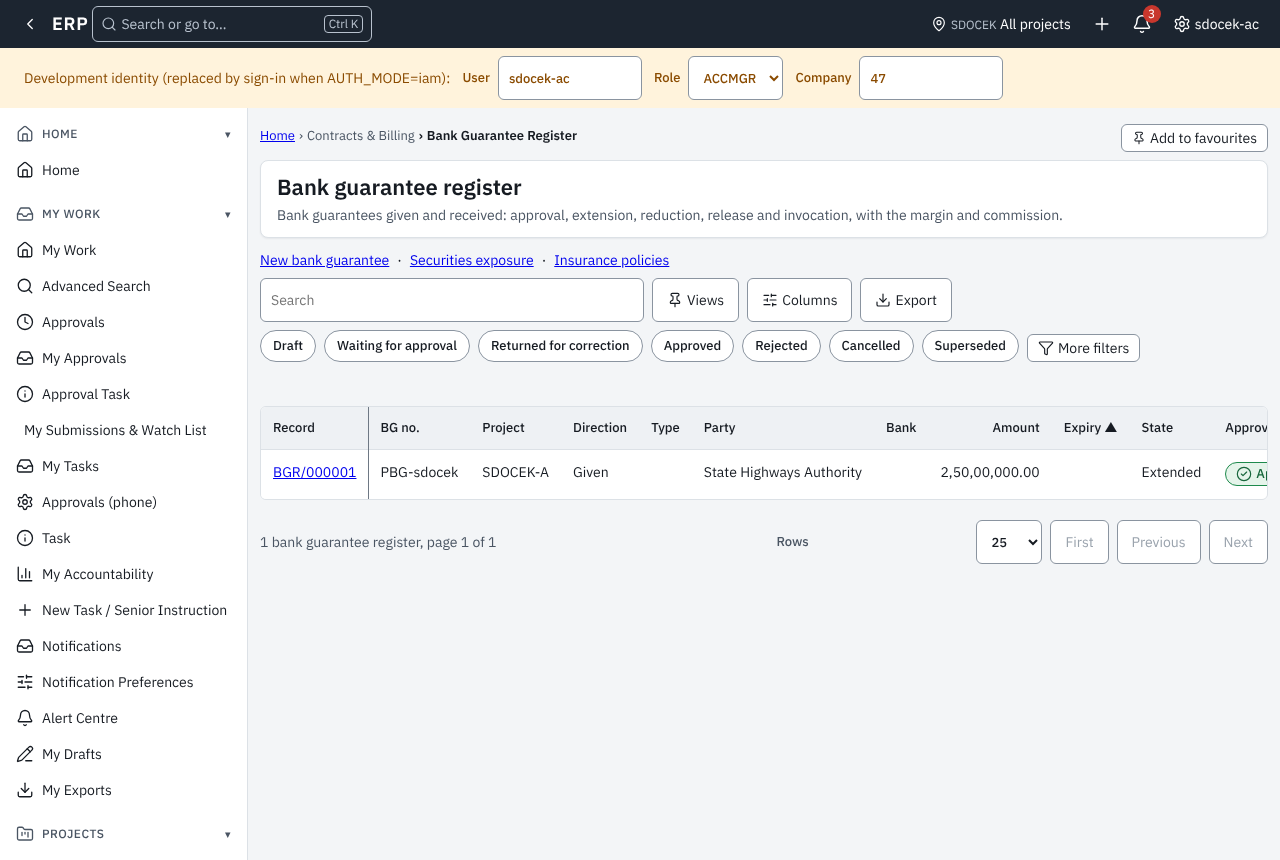 ERP Search or go to... Ctrl K SDOCEK All projects 3 sdocek-ac
Development identity (replaced by sign-in when AUTH_MODE=iam): User sdocek-ac Role ACCMGR Company 47
HOME
Home
MY WORK
My Work
Advanced Search
Approvals
My Approvals
Approval Task
My Submissions & Watch List
My Tasks
Approvals (phone)
Task
My Accountability
New Task / Senior Instruction
Notifications
Notification Preferences
Alert Centre
My Drafts
My Exports
PROJECTS
Home › Contracts & Billing › Bank Guarantee Register
Add to favourites
Bank guarantee register
Bank guarantees given and received: approval, extension, reduction, release and invocation, with the margin and commission.
New bank guarantee · Securities exposure · Insurance policies
Search Views Columns Export
Draft Waiting for approval Returned for correction Approved Rejected Cancelled Superseded More filters
Record BG no. Project Direction Type Party Bank Amount Expiry ▲ State Approv
BGR/000001 PBG-sdocek SDOCEK-A Given State Highways Authority 2,50,00,000.00 Extended
1 bank guarantee register, page 1 of 1 Rows 25 First Previous Next